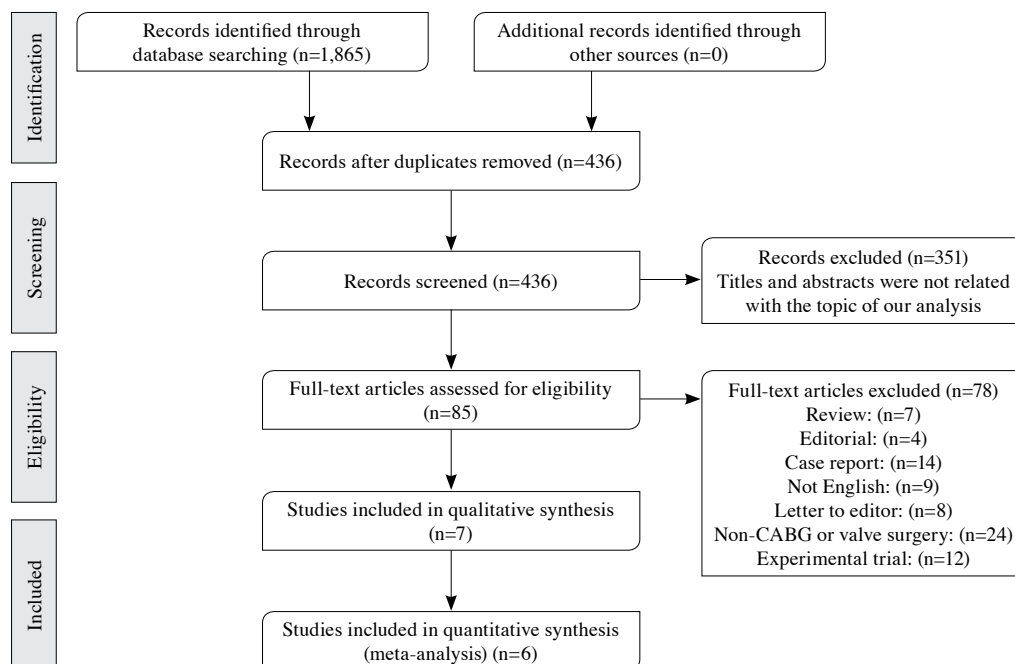 Identification
Records identified through
database searching (n=1,865)
Additional records identified through
other sources (n=0)
Records after duplicates removed (n=436)
Screening
Records screened (n=436)
Records excluded (n=351)
Titles and abstracts were not related
with the topic of our analysis
Eligibility
Full-text articles assessed for eligibility
(n=85)
Full-text articles excluded (n=78)
Review: (n=7)
Editorial: (n=4)
Case report: (n=14)
Not English: (n=9)
Letter to editor: (n=8)
Non-CABG or valve surgery: (n=24)
Experimental trial: (n=12)
Studies included in qualitative synthesis
(n=7)
Included
Studies included in quantitative synthesis
(meta-analysis) (n=6)